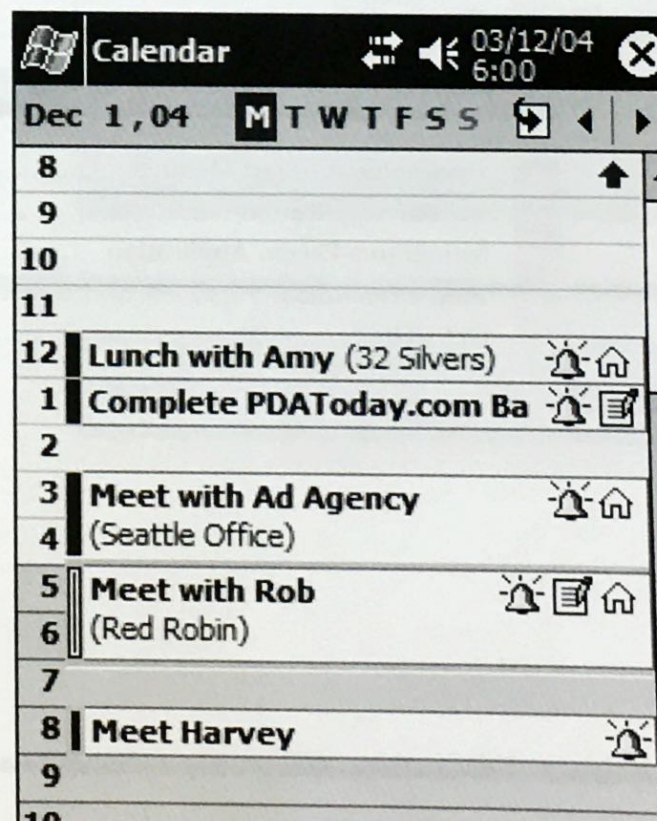 Calendar
03/12/04
6:00
Dec 1,04 M T W T F S S
8
9
10
11
12 Lunch with Amy (32 Silvers)
1 Complete PDAToday.com Ba
2
3 Meet with Ad Agency
4 (Seattle Office)
5 Meet with Rob
6 (Red Robin)
7
8 Meet Harvey
9
10